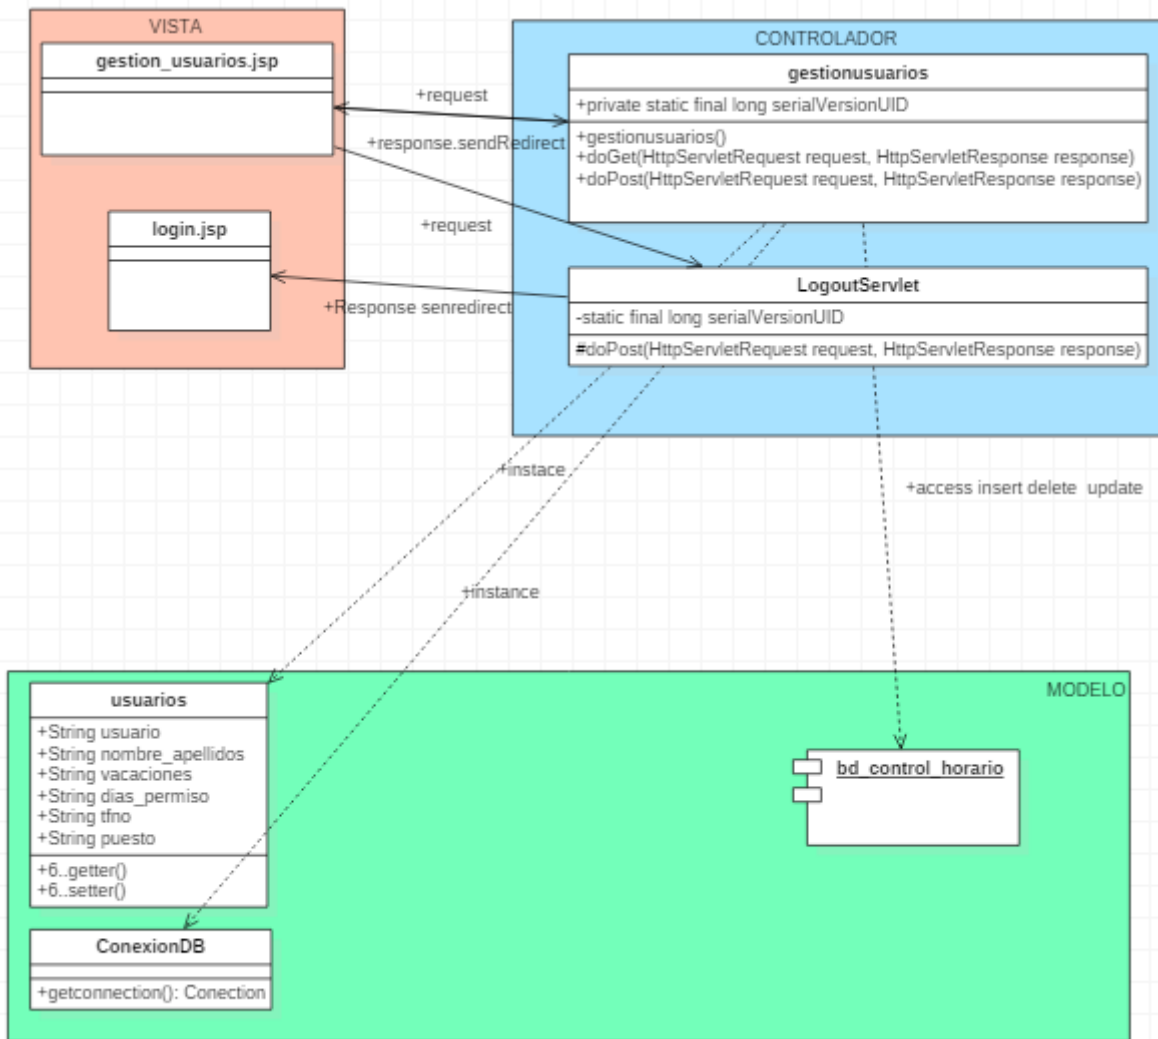 VISTA
gestion_usuarios.jsp
login.jsp
+request
+response.sendRedirect
+request
+Response senredirect
CONTROLADOR
gestionusuarios
+private static final long serialVersionUID
+gestionusuarios()
+doGet(HttpServletRequest request, HttpServletResponse response)
+doPost(HttpServletRequest request, HttpServletResponse response)
LogoutServlet
-static final long serialVersionUID
#doPost(HttpServletRequest request, HttpServletResponse response)
+instace
+access insert delete update
+instance
MODELO
usuarios
+String usuario
+String nombre_apellidos
+String vacaciones
+String dias_permiso
+String tfno
+String puesto
+6..getter()
+6..setter()
bd_control_horario
ConexionDB
+getconnection(): Conection